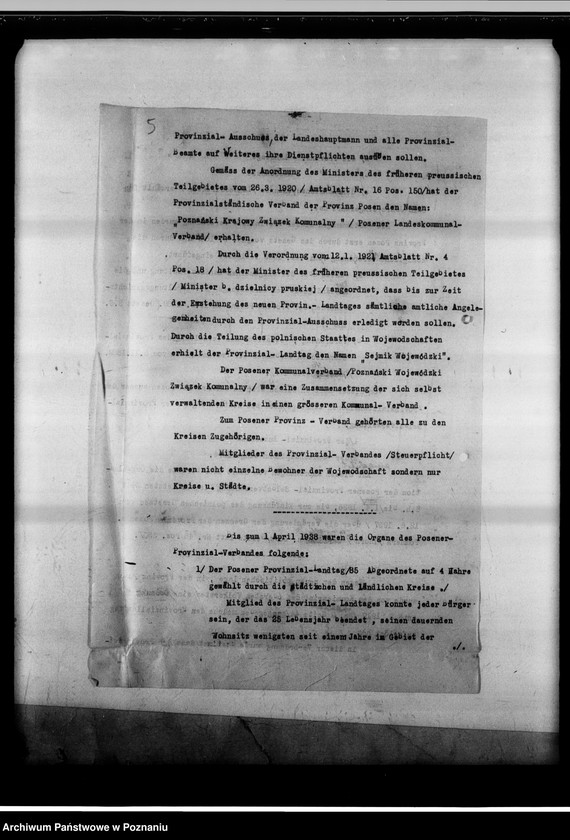 5
Provinzial- Ausschuss, der Landeshauptmann und alle Provinzial-
Beamte auf Weiteres ihre Dienstpflichten ausüben sollen.
Gemäss der Anordnung des Ministers des früheren preussischen
Teilgebietes vom 26.3. 1920 / Amtsblatt Nr. 16 Pos. 150/hat der
Provinzialständische Verband der Provinz Posen den Namen:
„Poznański Krajowy Związek Komunalny " / Posener Landeskommunal-
Verband/ erhalten.
Durch die Verordnung vom 12.1. 1921 Amtsblatt Nr. 4
Pos. 18 / hat der Minister des früheren preussischen Teilgebietes
/ Minister b. dzielnicy pruskiej / angeordnet, dass bis zur Zeit
der Enstehung des neuen Provin.- Landtages sämtliche amtliche Angele-
genheiten durch den Provinzial-Ausschuss erledigt werden sollen.
Durch die Teilung des polnischen Staattes in Wojewodschaften
erhielt der Provinzial- Landtag den Namen „Sejmik Wojewódzki".
Der Posener Kommunalverband /Poznański Wojewódzki
Związek Komunalny / war eine Zusammensetzung der sich selbst
verwaltenden Kreise in einen grösseren Kommunal- Verband .
Zum Posener Provinz - Verband gehörten alle zu den
Kreisen Zugehörigen.
Mitglieder des Provinzial- Verbandes /Steuerpflicht/
waren nicht einzelne Bewohner der Wojewodschaft sondern nur
Kreise u. Städte.
Bis zum 1 April 1938 waren die Organe des Posener-
Provinzial-Verbandes folgende:
1/ Der Posener Provinzial-Landtag/85 Abgeordnete auf 4 Jahre
gewählt durch die städtichen und ländlichen Kreise ./
Mitglied des Provinzial- Landtages konnte jeder Bürger
sein, der das 25 Lebensjahr beendet , seinen dauernden
Wohnsitz wenigsten seit einem Jahre im Gebiet der
./.
Archiwum Państwowe w Poznaniu